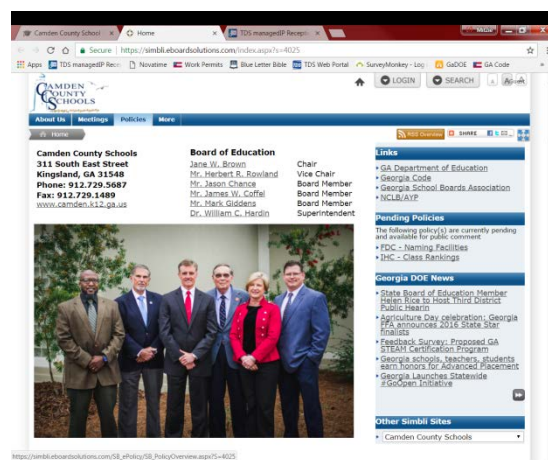 Camden County School
Home
TDS managedIP Recepti
Secure https://simbli.eboardsolutions.com/index.aspx?s=4025
Apps TDS managedIP Rec Novatime Work Permits Blue Letter Bible TDS Web Portal SurveyMonkey - Log GaDOE GA Code
CAMDEN
COUNTY
SCHOOLS
LOGIN SEARCH
About Us Meetings Policies More
Home
RSS Overview SHARE
Camden County Schools
311 South East Street
Kingsland, GA 31548
Phone: 912.729.5687
Fax: 912.729.1489
www.camden.k12.ga.us
Board of Education
Jane W. Brown Chair
Mr. Herbert R. Rowland Vice Chair
Mr. Jason Chance Board Member
Mr. James W. Coffel Board Member
Mr. Mark Giddens Board Member
Dr. William C. Hardin Superintendent
Links
GA Department of Education
Georgia Code
Georgia School Boards Association
NCLB/AYP
Pending Policies
The following policy(s) are currently pending
and available for public comment
FDC - Naming Facilities
IHC - Class Rankings
Georgia DOE News
State Board of Education Member
Helen Rice to Host Third District
Public Hearin
Agriculture Day celebration: Georgia
FFA announces 2016 State Star
finalists
Feedback Survey: Proposed GA
STEAM Certification Program
Georgia schools, teachers, students
earn honors for Advanced Placement
Georgia Launches Statewide
#GoOpen Initiative
Other Simbli Sites
Camden County Schools
https://simbli.eboardsolutions.com/SB_ePolicy/SB_PolicyOverview.aspx?S=4025